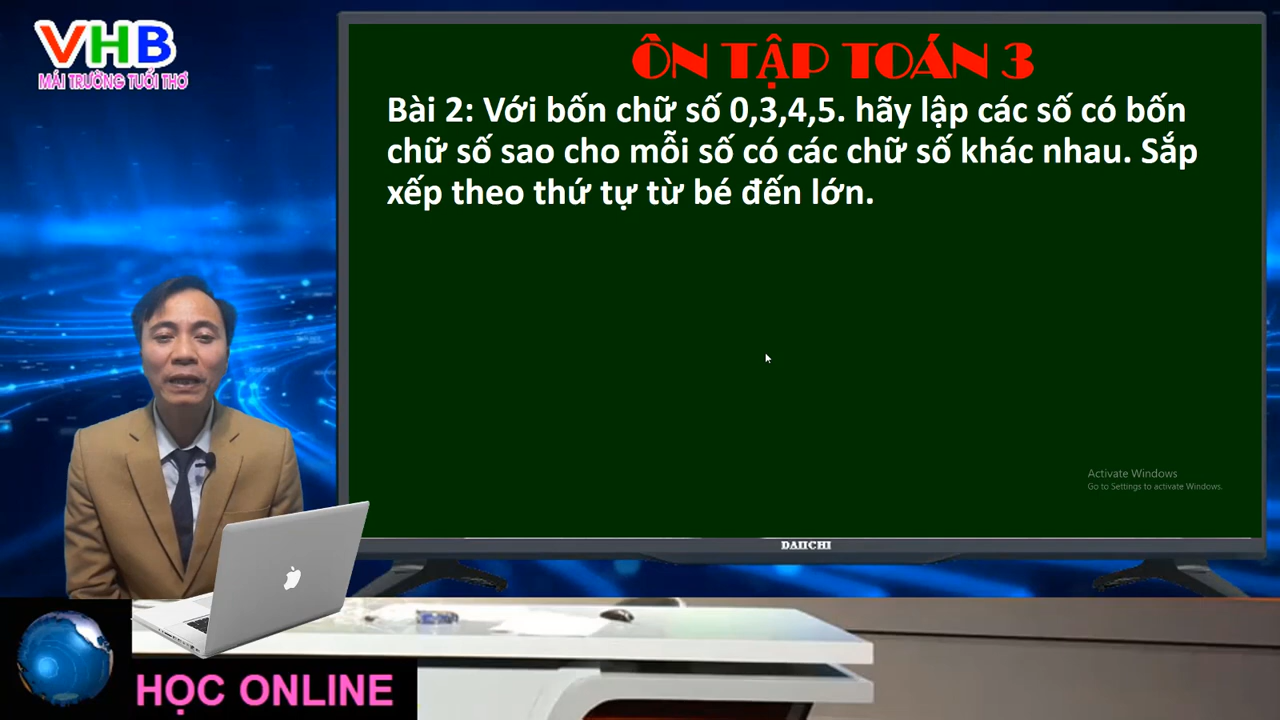 VHB
MÁI TRƯỜNG TUỔI THƠ
ÔN TẬP TOÁN 3
Bài 2: Với bốn chữ số 0,3,4,5. hãy lập các số có bốn
chữ số sao cho mỗi số có các chữ số khác nhau. Sắp
xếp theo thứ tự từ bé đến lớn.
Activate Windows
Go to Settings to activate Windows.
DAIICHI
HỌC ONLINE